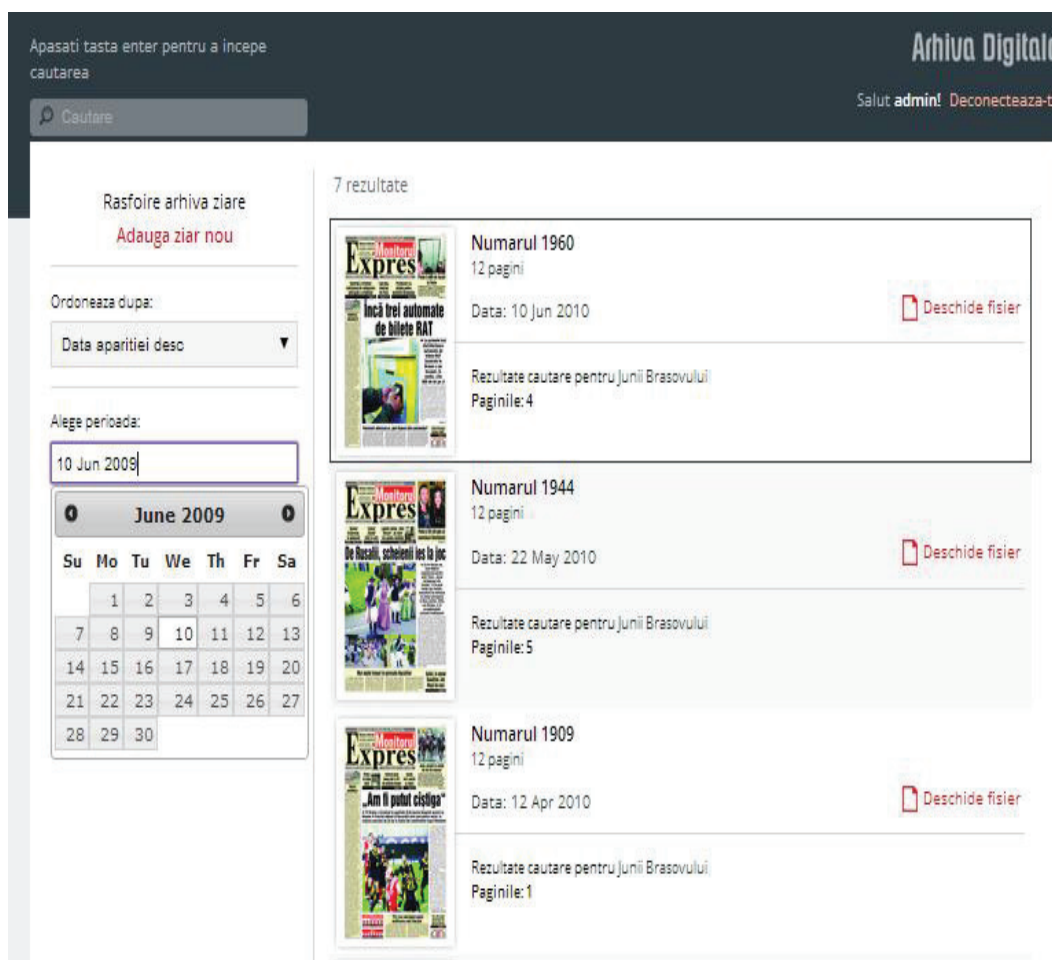 Apasati tasta enter pentru a incepe
cautarea
Cautare
Arhiva Digitala
Salut admin! Deconecteaza-t
Rasfoire arhiva ziare
Adauga ziar nou
Ordoneaza dupa:
Data aparitiei desc
Alege perioada:
10 Jun 2009
June 2009
Su Mo Tu We Th Fr Sa
1 2 3 4 5 6
7 8 9 10 11 12 13
14 15 16 17 18 19 20
21 22 23 24 25 26 27
28 29 30
7 rezultate
Monitorul
Expres
Încă trei automate
de bilete RAT
Numarul 1960
12 pagini
Data: 10 Jun 2010
Deschide fisier
Rezultate cautare pentru Junii Brasovului
Paginile: 4
Monitorul
Expres
De Rusalii, scheienii ies la joc
Numarul 1944
12 pagini
Data: 22 May 2010
Deschide fisier
Rezultate cautare pentru Junii Brasovului
Paginile: 5
Monitorul
Expres
„Am fi putut cîștiga“
Numarul 1909
12 pagini
Data: 12 Apr 2010
Deschide fisier
Rezultate cautare pentru Junii Brasovului
Paginile: 1